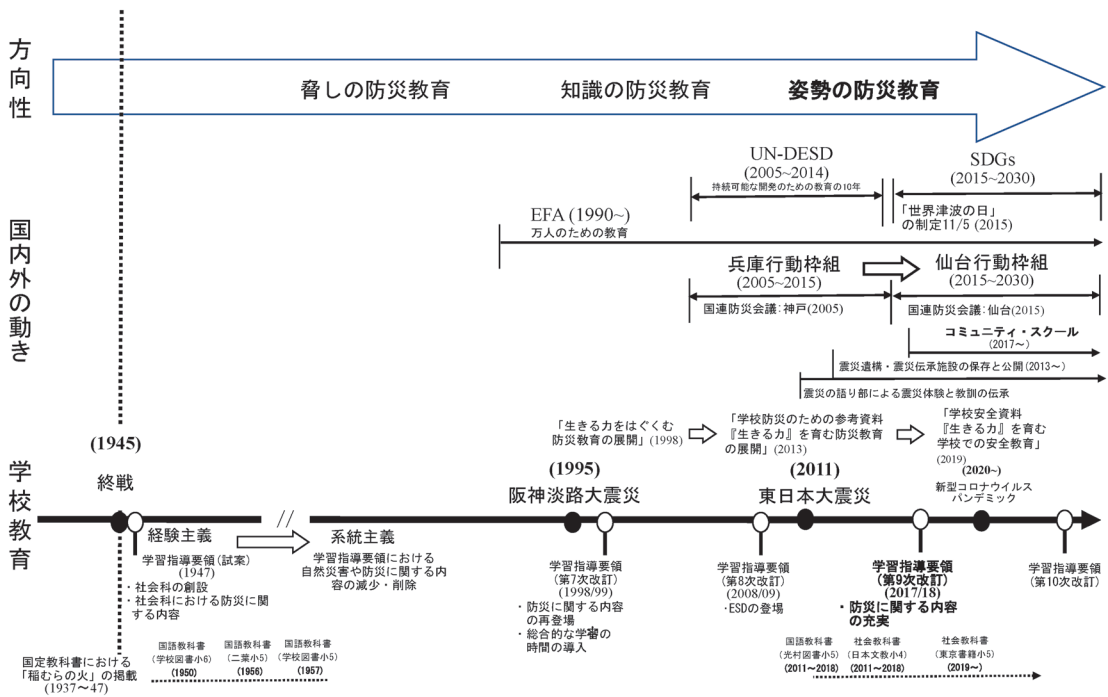 方向性
脅しの防災教育
知識の防災教育
姿勢の防災教育
国内外の動き
UN-DESD
(2005~2014)
持続可能な開発のための教育の10年
SDGs
(2015~2030)
「世界津波の日」
の制定11/5 (2015)
EFA (1990~)
万人のための教育
兵庫行動枠組
(2005~2015)
国連防災会議:神戸(2005)
仙台行動枠組
(2015~2030)
国連防災会議:仙台(2015)
コミュニティ・スクール
(2017~)
震災遺構・震災伝承施設の保存と公開(2013~)
震災の語り部による震災体験と教訓の伝承
学校教育
「生きる力をはぐくむ
防災教育の展開」(1998)
「学校防災のための参考資料
『生きる力』を育む防災教育
の展開」(2013)
「学校安全資料
『生きる力』を育む
学校での安全教育」
(2019)
(1945)
終戦
(1995)
阪神淡路大震災
(2011)
東日本大震災
(2020~)
新型コロナウイルス
パンデミック
経験主義
学習指導要領(試案)
(1947)
・社会科の創設
・社会科における防災に関
する内容
//
系統主義
学習指導要領における
自然災害や防災に関する内
容の減少・削除
学習指導要領
(第7次改訂)
(1998/99)
・防災に関する内容
の再登場
・総合的な学習の
時間の導入
学習指導要領
(第8次改訂)
(2008/09)
・ESDの登場
学習指導要領
(第9次改訂)
(2017/18)
・防災に関する内容
の充実
学習指導要領
(第10次改訂)
国定教科書における
「稲むらの火」の掲載
(1937~47)
国語教科書
(学校図書小6)
(1950)
国語教科書
(二葉小5)
(1956)
国語教科書
(学校図書小5)
(1957)
国語教科書
(光村図書小5)
(2011~2018)
社会教科書
(日本文教小4)
(2011~2018)
社会教科書
(東京書籍小5)
(2019~)